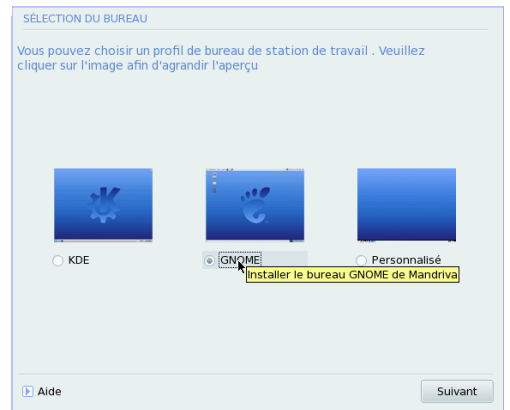 SÉLECTION DU BUREAU
Vous pouvez choisir un profil de bureau de station de travail . Veuillez
cliquer sur l'image afin d'agrandir l'aperçu
KDE
GNOME
Personnalisé
Installer le bureau GNOME de Mandriva
Aide
Suivant